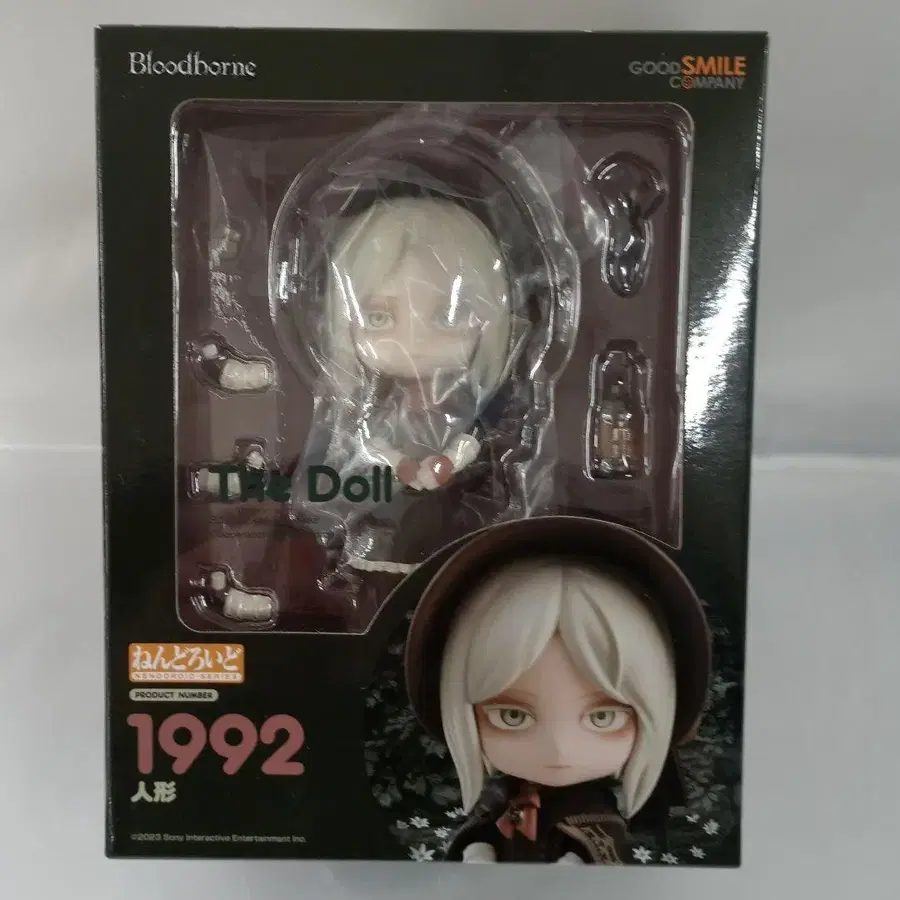 Bloodborne
GOOD SMILE
COMPANY
The Doll
ねんどろいど
NENDOROID SERIES
PRODUCT NUMBER
1992
人形
©2023 Sony Interactive Entertainment Inc.